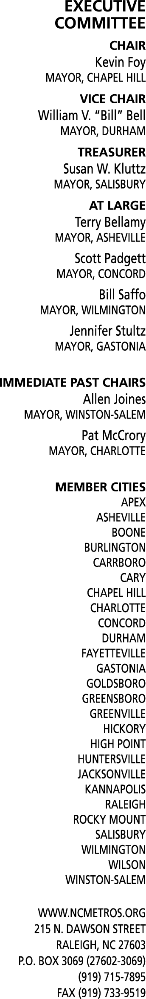 EXECUTIVE
COMMITTEE
CHAIR
Kevin Foy
MAYOR, CHAPEL HILL
VICE CHAIR
William V. “Bill” Bell
MAYOR, DURHAM
TREASURER
Susan W. Kluttz
MAYOR, SALISBURY
AT LARGE
Terry Bellamy
MAYOR, ASHEVILLE
Scott Padgett
MAYOR, CONCORD
Bill Saffo
MAYOR, WILMINGTON
Jennifer Stultz
MAYOR, GASTONIA
IMMEDIATE PAST CHAIRS
Allen Joines
MAYOR, WINSTON-SALEM
Pat McCrory
MAYOR, CHARLOTTE
MEMBER CITIES
APEX
ASHEVILLE
BOONE
BURLINGTON
CARRBORO
CARY
CHAPEL HILL
CHARLOTTE
CONCORD
DURHAM
FAYETTEVILLE
GASTONIA
GOLDSBORO
GREENSBORO
GREENVILLE
HICKORY
HIGH POINT
HUNTERSVILLE
JACKSONVILLE
KANNAPOLIS
RALEIGH
ROCKY MOUNT
SALISBURY
WILMINGTON
WILSON
WINSTON-SALEM
WWW.NCMETROS.ORG
215 N. DAWSON STREET
RALEIGH, NC 27603
P.O. BOX 3069 (27602-3069)
(919) 715-7895
FAX (919) 733-9519